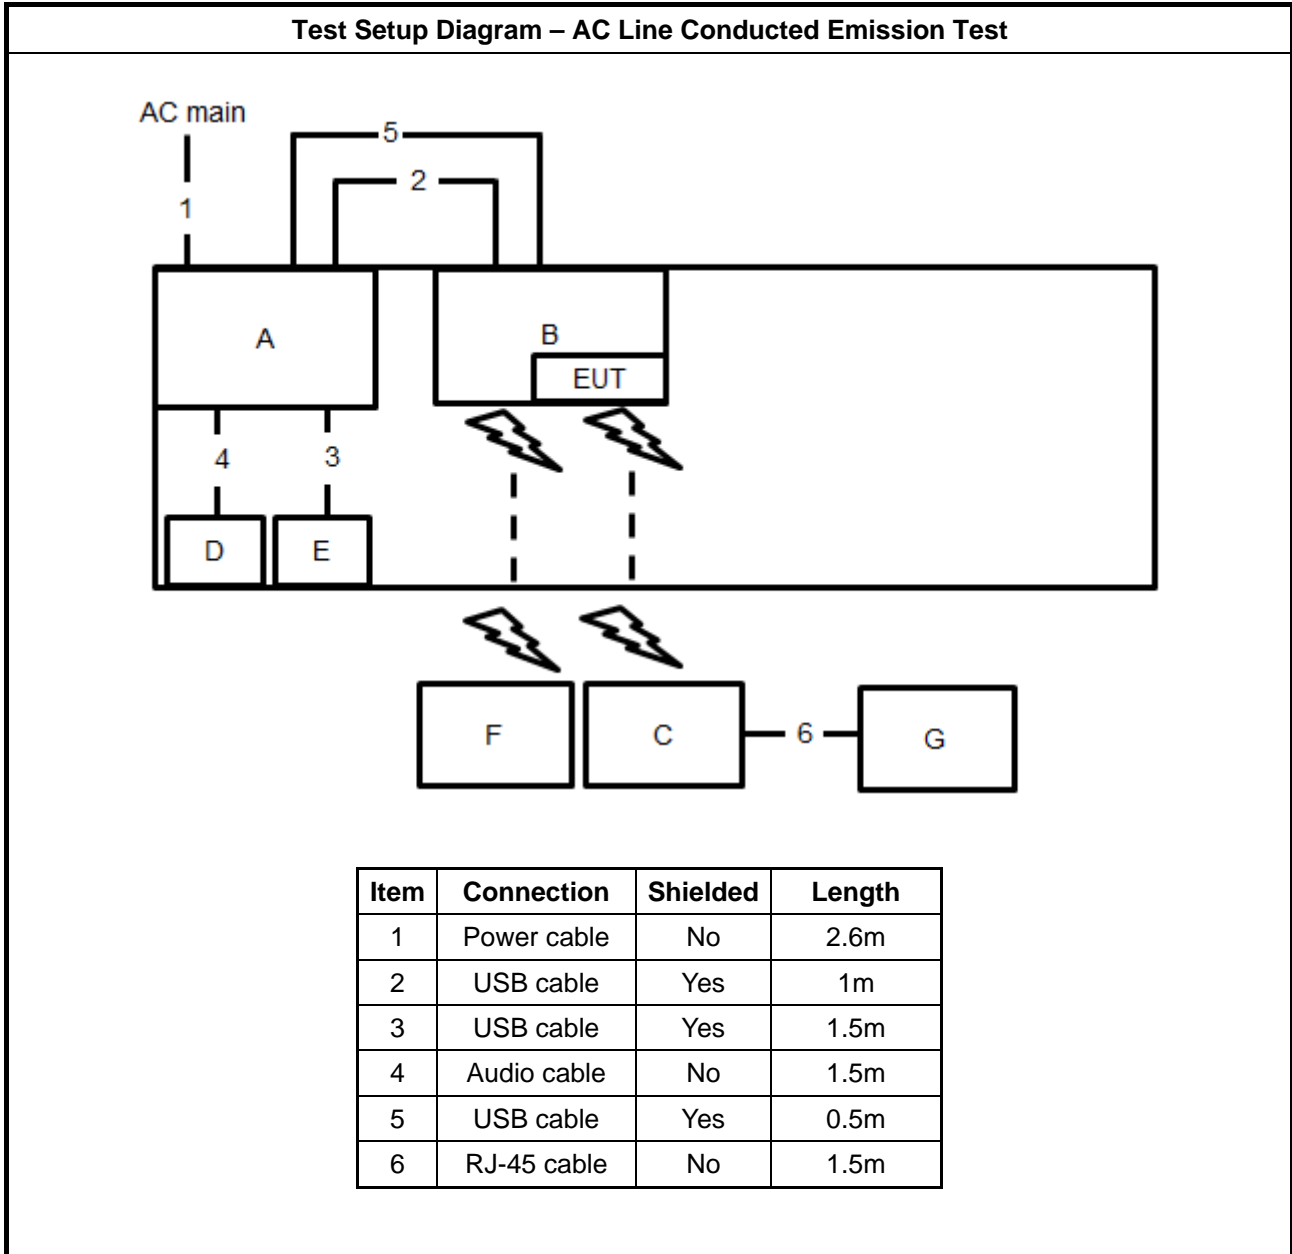 Test Setup Diagram – AC Line Conducted Emission Test
AC main
5
2
1
A
B
EUT
4
3
D
E
F
C
6
G
Item Connection Shielded Length
1 Power cable No 2.6m
2 USB cable Yes 1m
3 USB cable Yes 1.5m
4 Audio cable No 1.5m
5 USB cable Yes 0.5m
6 RJ-45 cable No 1.5m